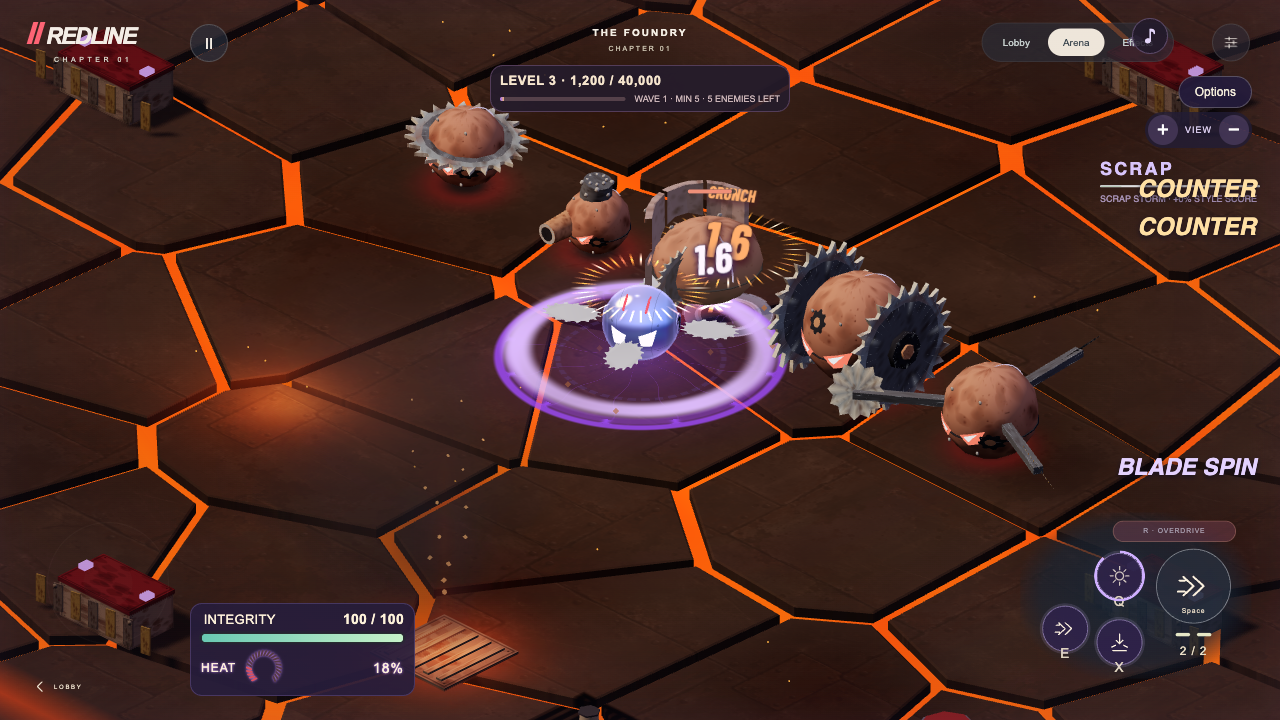 REDLINE
CHAPTER 01
THE FOUNDRY
CHAPTER 01
LEVEL 3 · 1,200 / 40,000
WAVE 1 · MIN 5 · 5 ENEMIES LEFT
Lobby
Arena
Options
+ VIEW −
SCRAP
COUNTER
SCRAP STORM · +5% STYLE SCORE
COUNTER
CRUNCH
1.6
1.6
BLADE SPIN
R · OVERDRIVE
Q
Space
E
X
2 / 2
INTEGRITY 100 / 100
HEAT 18%
LOBBY